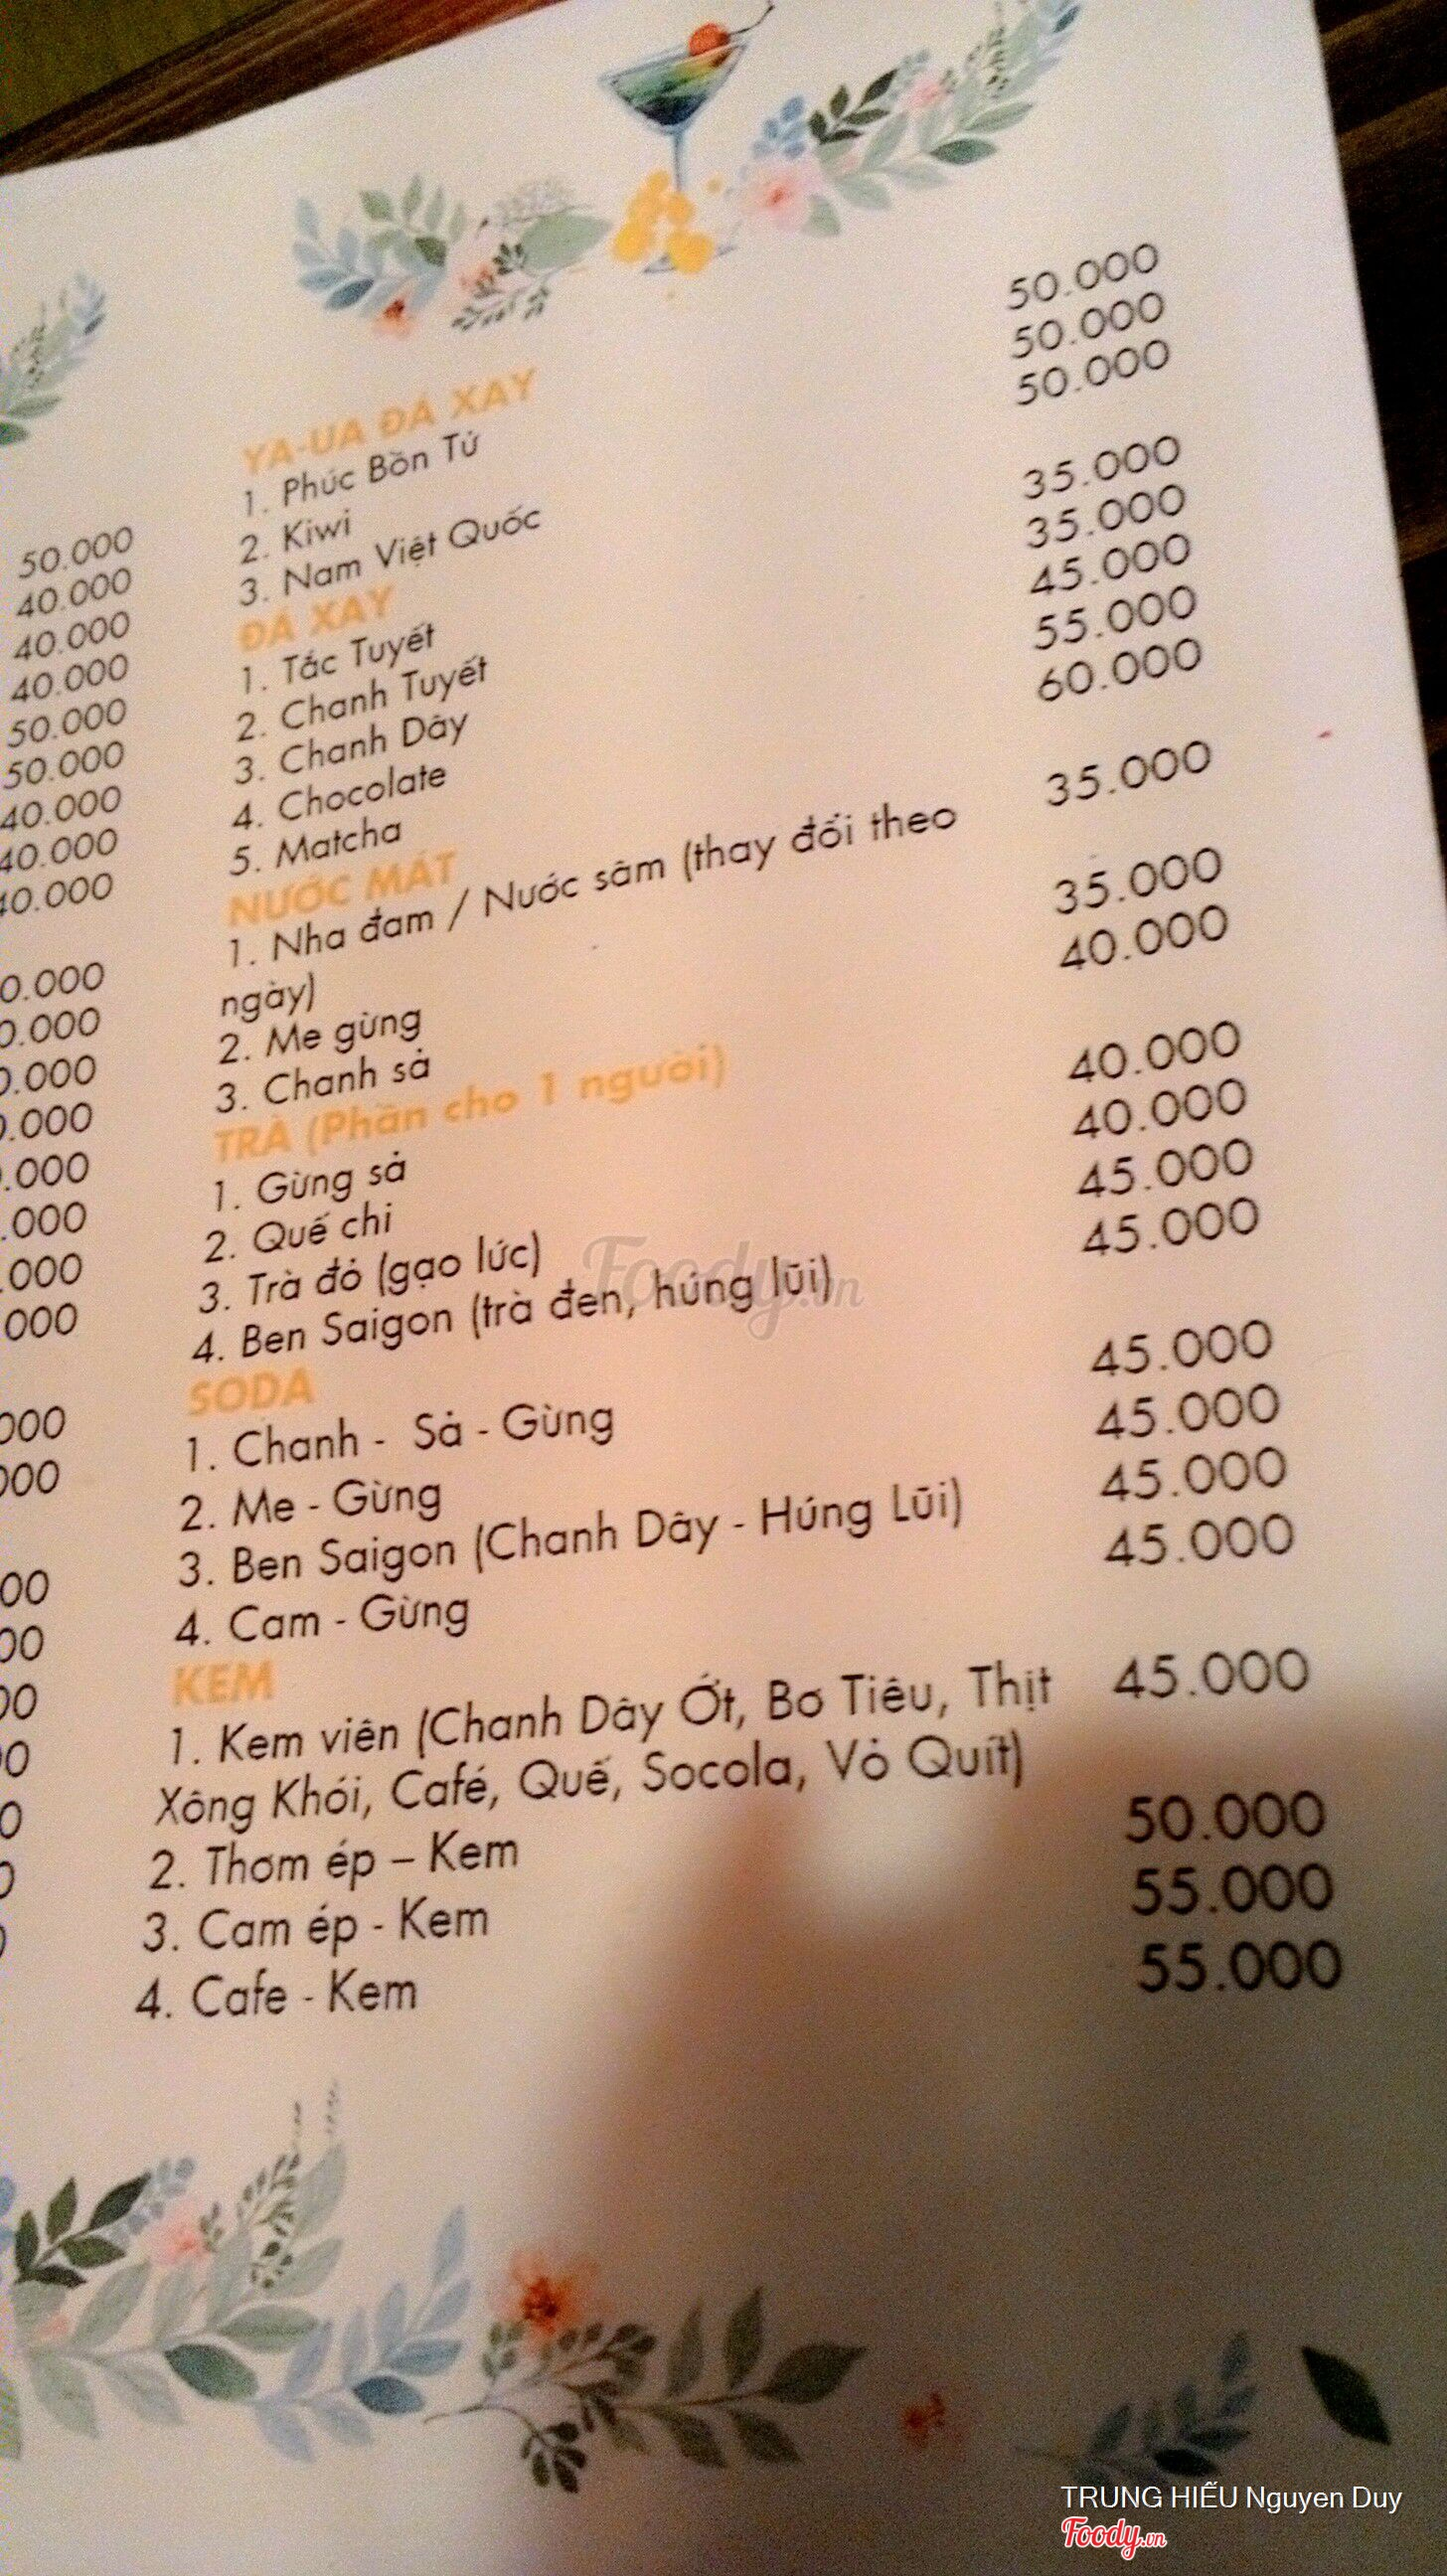 YA-UA ĐÁ XAY
1. Phúc Bồn Tử 50.000
2. Kiwi 50.000
3. Nam Việt Quốc 50.000
ĐÁ XAY
1. Tắc Tuyết 35.000
2. Chanh Tuyết 35.000
3. Chanh Dây 45.000
4. Chocolate 55.000
5. Matcha 60.000
NƯỚC MÁT
1. Nha đam / Nước sâm (thay đổi theo 35.000
ngày)
2. Me gừng 35.000
3. Chanh sả 40.000
TRÀ (Phần cho 1 người)
1. Gừng sả 40.000
2. Quế chi 40.000
3. Trà đỏ (gạo lức) 45.000
4. Ben Saigon (trà đen, húng lũi) 45.000
SODA
1. Chanh - Sả - Gừng 45.000
2. Me - Gừng 45.000
3. Ben Saigon (Chanh Dây - Húng Lũi) 45.000
4. Cam - Gừng 45.000
KEM
1. Kem viên (Chanh Dây Ớt, Bơ Tiêu, Thịt 45.000
Xông Khói, Café, Quế, Socola, Vỏ Quít)
2. Thơm ép – Kem 50.000
3. Cam ép - Kem 55.000
4. Cafe - Kem 55.000
50.000
40.000
40.000
40.000
50.000
50.000
40.000
40.000
40.000
Foody.vn
TRUNG HIẾU Nguyen Duy
Foody.vn